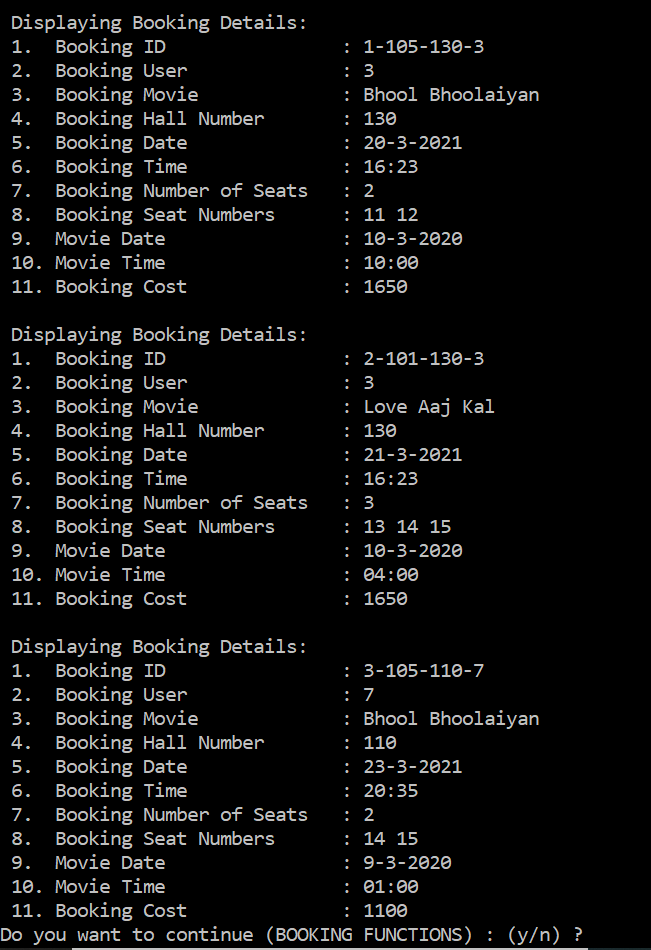 Displaying Booking Details:
1.  Booking ID                : 1-105-130-3
2.  Booking User              : 3
3.  Booking Movie             : Bhool Bhoolaiyan
4.  Booking Hall Number       : 130
5.  Booking Date              : 20-3-2021
6.  Booking Time              : 16:23
7.  Booking Number of Seats   : 2
8.  Booking Seat Numbers      : 11 12
9.  Movie Date                : 10-3-2020
10. Movie Time                : 10:00
11. Booking Cost              : 1650

Displaying Booking Details:
1.  Booking ID                : 2-101-130-3
2.  Booking User              : 3
3.  Booking Movie             : Love Aaj Kal
4.  Booking Hall Number       : 130
5.  Booking Date              : 21-3-2021
6.  Booking Time              : 16:23
7.  Booking Number of Seats   : 3
8.  Booking Seat Numbers      : 13 14 15
9.  Movie Date                : 10-3-2020
10. Movie Time                : 04:00
11. Booking Cost              : 1650

Displaying Booking Details:
1.  Booking ID                : 3-105-110-7
2.  Booking User              : 7
3.  Booking Movie             : Bhool Bhoolaiyan
4.  Booking Hall Number       : 110
5.  Booking Date              : 23-3-2021
6.  Booking Time              : 20:35
7.  Booking Number of Seats   : 2
8.  Booking Seat Numbers      : 14 15
9.  Movie Date                : 9-3-2020
10. Movie Time                : 01:00
11. Booking Cost              : 1100
Do you want to continue (BOOKING FUNCTIONS) : (y/n) ?